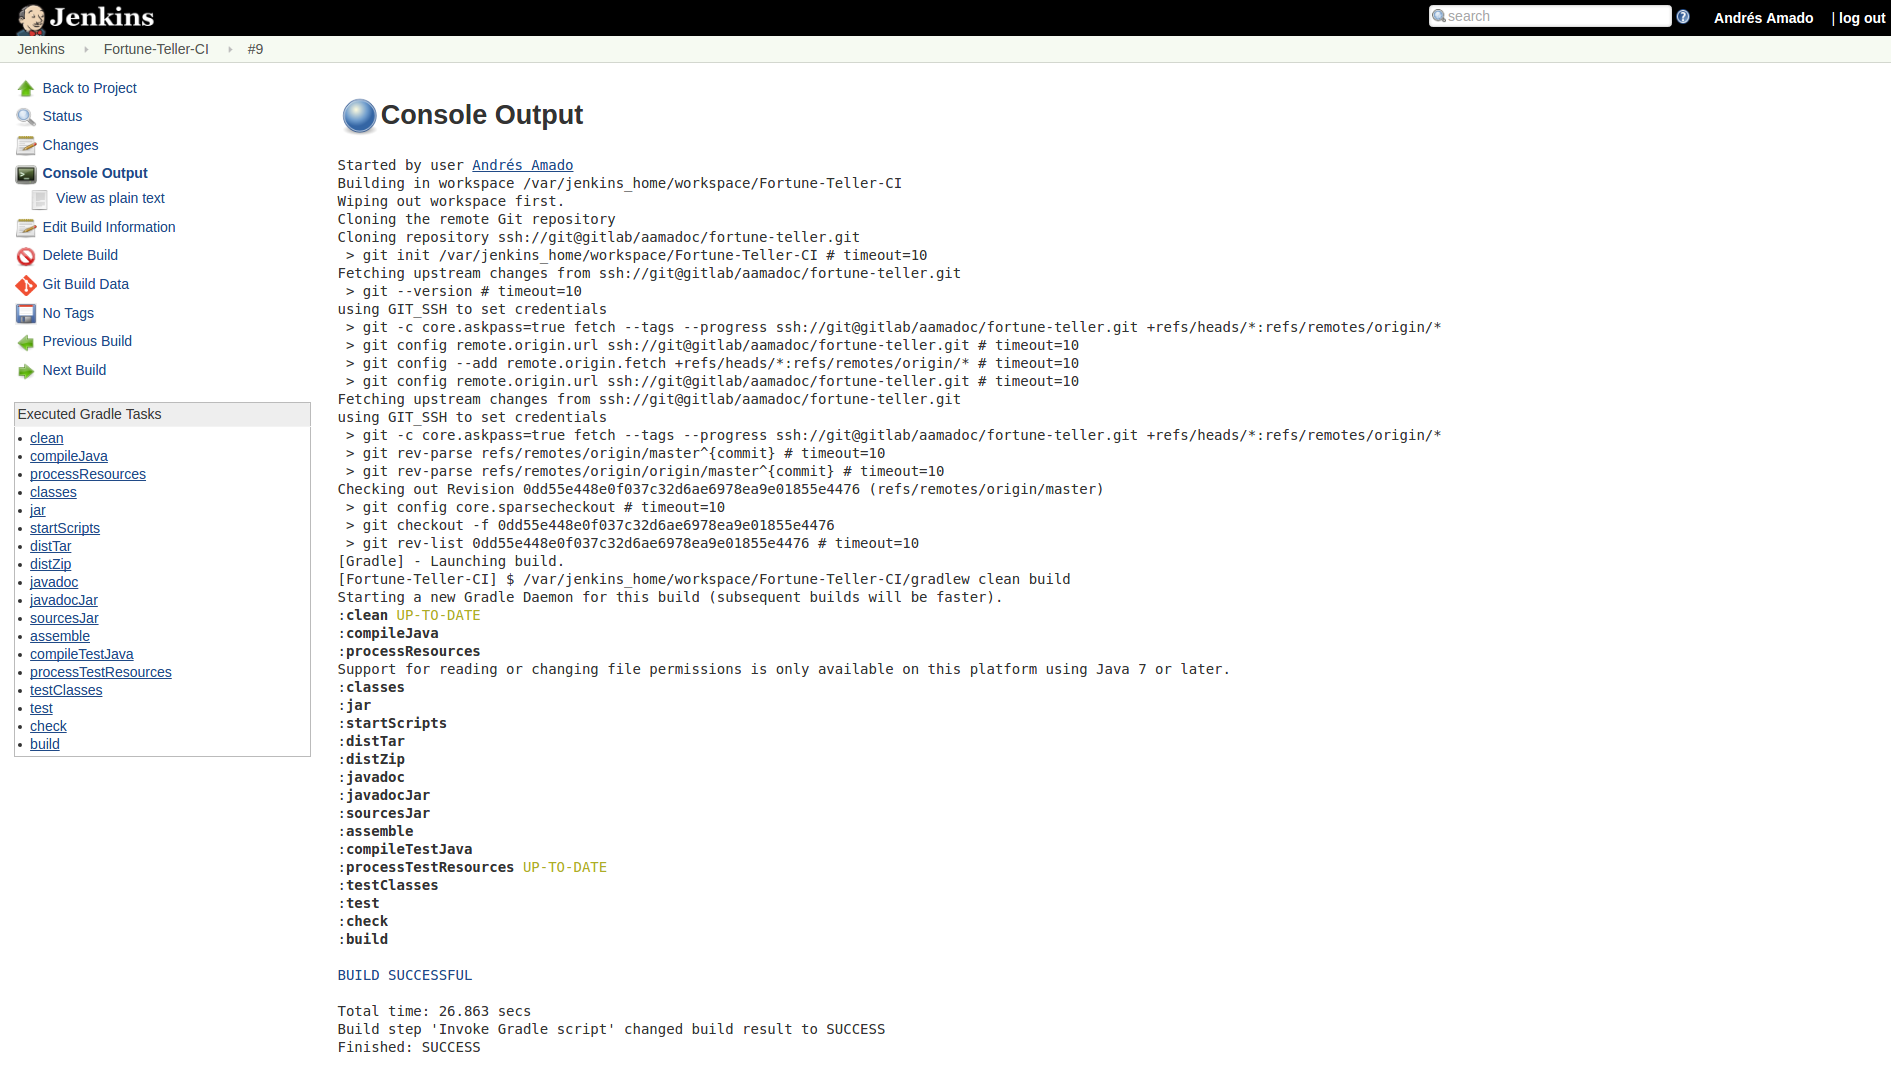 Jenkins
search
Andrés Amado
| log out
Jenkins
Fortune-Teller-CI
#9
Back to Project
Status
Changes
Console Output
View as plain text
Edit Build Information
Delete Build
Git Build Data
No Tags
Previous Build
Next Build
Executed Gradle Tasks
clean
compileJava
processResources
classes
jar
startScripts
distTar
distZip
javadoc
javadocJar
sourcesJar
assemble
compileTestJava
processTestResources
testClasses
test
check
build
Console Output
Started by user Andrés Amado
Building in workspace /var/jenkins_home/workspace/Fortune-Teller-CI
Wiping out workspace first.
Cloning the remote Git repository
Cloning repository ssh://git@gitlab/aamadoc/fortune-teller.git
 > git init /var/jenkins_home/workspace/Fortune-Teller-CI # timeout=10
Fetching upstream changes from ssh://git@gitlab/aamadoc/fortune-teller.git
 > git --version # timeout=10
using GIT_SSH to set credentials
 > git -c core.askpass=true fetch --tags --progress ssh://git@gitlab/aamadoc/fortune-teller.git +refs/heads/*:refs/remotes/origin/*
 > git config remote.origin.url ssh://git@gitlab/aamadoc/fortune-teller.git # timeout=10
 > git config --add remote.origin.fetch +refs/heads/*:refs/remotes/origin/* # timeout=10
 > git config remote.origin.url ssh://git@gitlab/aamadoc/fortune-teller.git # timeout=10
Fetching upstream changes from ssh://git@gitlab/aamadoc/fortune-teller.git
using GIT_SSH to set credentials
 > git -c core.askpass=true fetch --tags --progress ssh://git@gitlab/aamadoc/fortune-teller.git +refs/heads/*:refs/remotes/origin/*
 > git rev-parse refs/remotes/origin/master^{commit} # timeout=10
 > git rev-parse refs/remotes/origin/origin/master^{commit} # timeout=10
Checking out Revision 0dd55e448e0f037c32d6ae6978ea9e01855e4476 (refs/remotes/origin/master)
 > git config core.sparsecheckout # timeout=10
 > git checkout -f 0dd55e448e0f037c32d6ae6978ea9e01855e4476
 > git rev-list 0dd55e448e0f037c32d6ae6978ea9e01855e4476 # timeout=10
[Gradle] - Launching build.
[Fortune-Teller-CI] $ /var/jenkins_home/workspace/Fortune-Teller-CI/gradlew clean build
Starting a new Gradle Daemon for this build (subsequent builds will be faster).
:clean UP-TO-DATE
:compileJava
:processResources
Support for reading or changing file permissions is only available on this platform using Java 7 or later.
:classes
:jar
:startScripts
:distTar
:distZip
:javadoc
:javadocJar
:sourcesJar
:assemble
:compileTestJava
:processTestResources UP-TO-DATE
:testClasses
:test
:check
:build
BUILD SUCCESSFUL
Total time: 26.863 secs
Build step 'Invoke Gradle script' changed build result to SUCCESS
Finished: SUCCESS